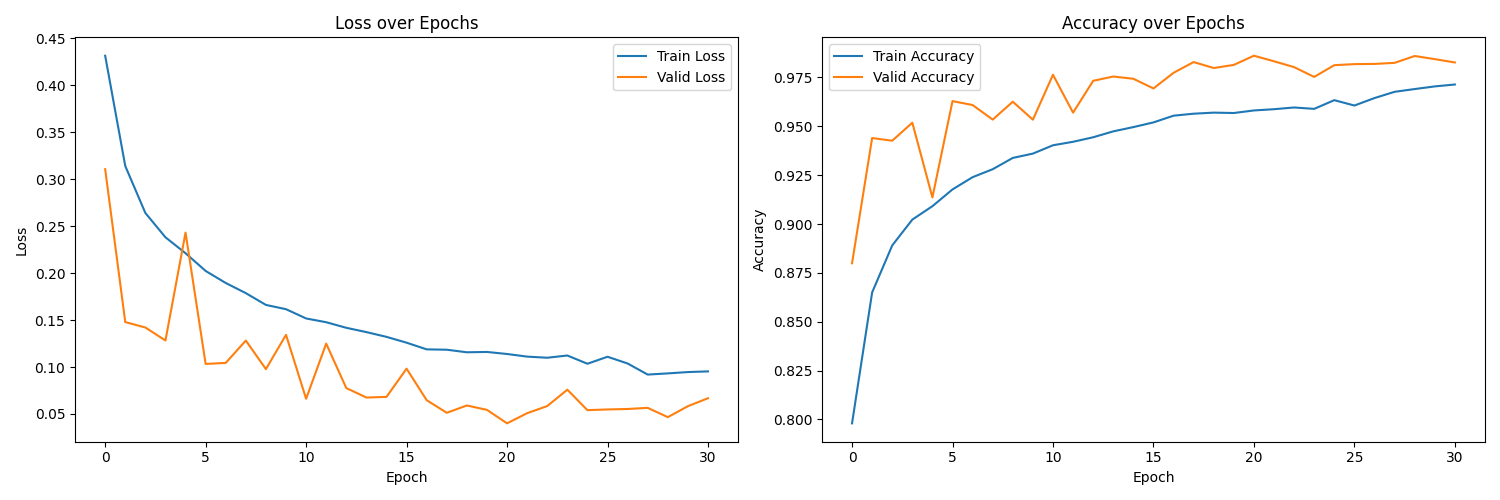 Loss over Epochs
0.45
0.40
0.35
0.30
0.25
0.20
0.15
0.10
0.05
Loss
Train Loss
Valid Loss
0 5 10 15 20 25 30
Epoch
Accuracy over Epochs
Train Accuracy
Valid Accuracy
0.975
0.950
0.925
0.900
0.875
0.850
0.825
0.800
Accuracy
0 5 10 15 20 25 30
Epoch